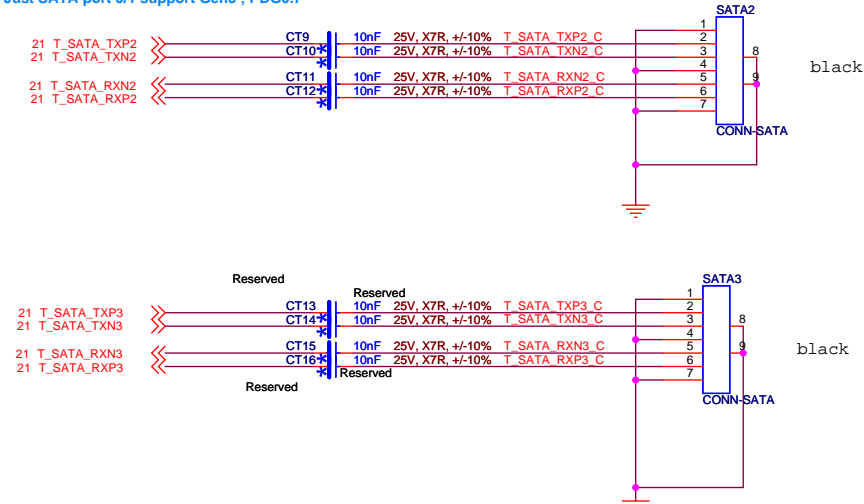 Just SATA port 0/1 support Gen3 , PDG0.7
SATA2
1
21 T_SATA_TXP2 CT9 10nF 25V, X7R, +/-10% T_SATA_TXP2_C 2
21 T_SATA_TXN2 CT10 10nF 25V, X7R, +/-10% T_SATA_TXN2_C 3 8
4 black
21 T_SATA_RXN2 CT11 10nF 25V, X7R, +/-10% T_SATA_RXN2_C 5 9
21 T_SATA_RXP2 CT12 10nF 25V, X7R, +/-10% T_SATA_RXP2_C 6
7
CONN-SATA
Reserved SATA3
Reserved 1
21 T_SATA_TXP3 CT13 10nF 25V, X7R, +/-10% T_SATA_TXP3_C 2
21 T_SATA_TXN3 CT14 10nF 25V, X7R, +/-10% T_SATA_TXN3_C 3 8
4
21 T_SATA_RXN3 CT15 10nF 25V, X7R, +/-10% T_SATA_RXN3_C 5 9 black
21 T_SATA_RXP3 CT16 10nF 25V, X7R, +/-10% T_SATA_RXP3_C 6
Reserved 7
Reserved
CONN-SATA